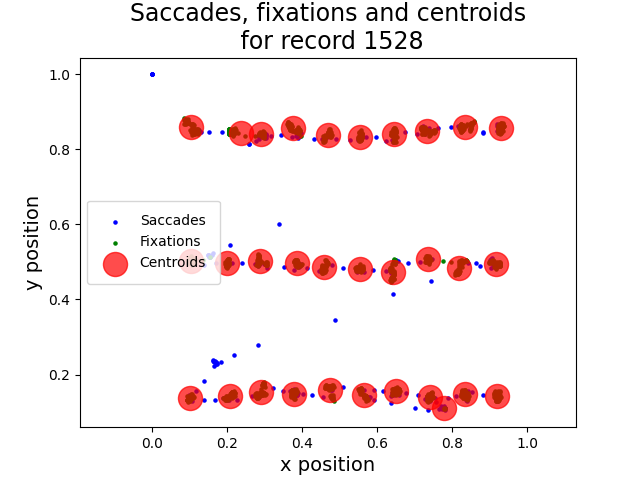 Saccades, fixations and centroids
for record 1528
1.0
0.8
0.6
0.4
0.2
y position
Saccades
Fixations
Centroids
0.0
0.2
0.4
0.6
0.8
1.0
x position